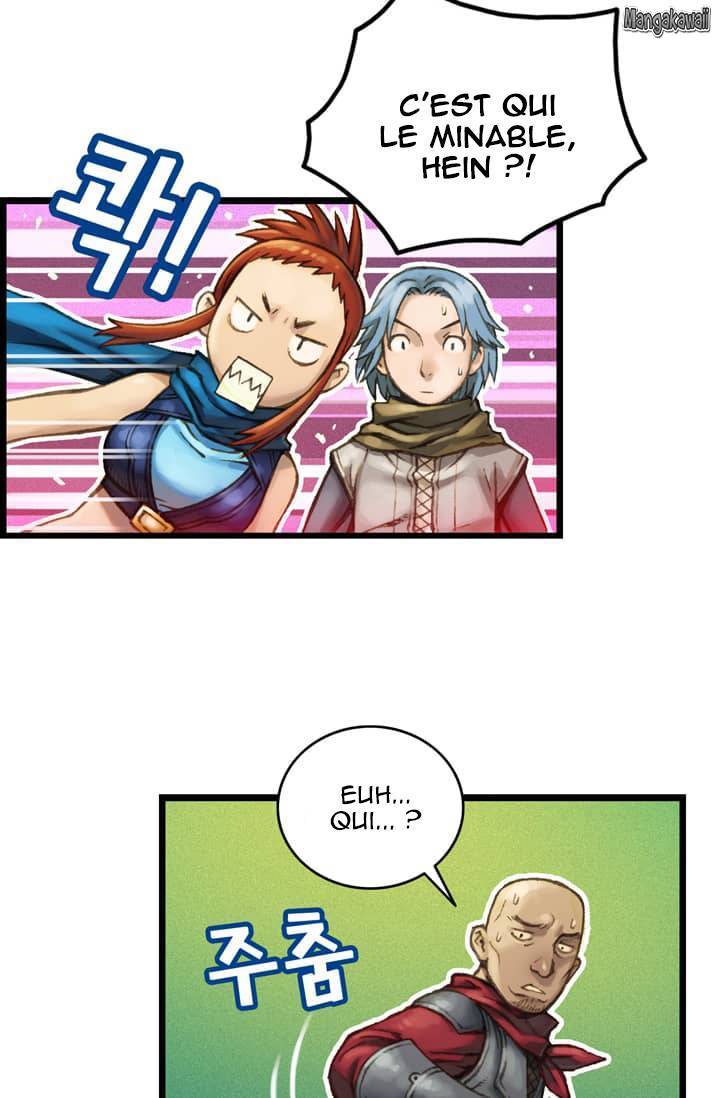 Mangakawaii
C'EST QUI
LE MINABLE,
HEIN ?!
콱!
EUH...
QUI... ?
주춤